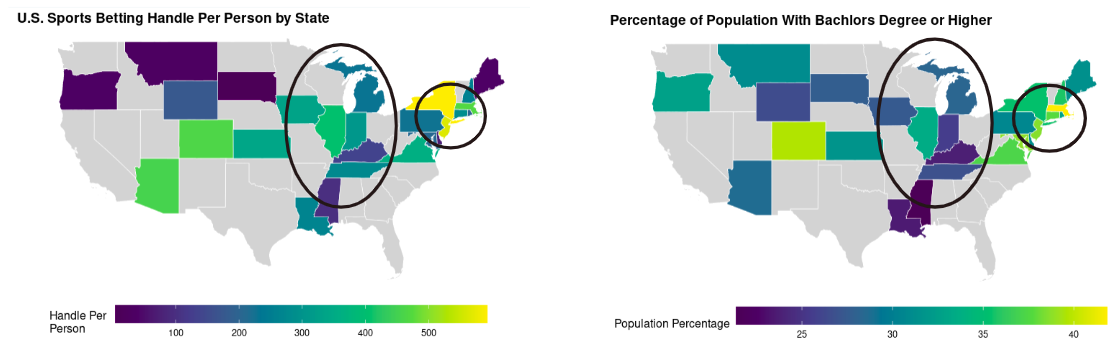 U.S. Sports Betting Handle Per Person by State
Percentage of Population With Bachlors Degree or Higher
Handle Per
Person
100 200 300 400 500
Population Percentage
25 30 35 40